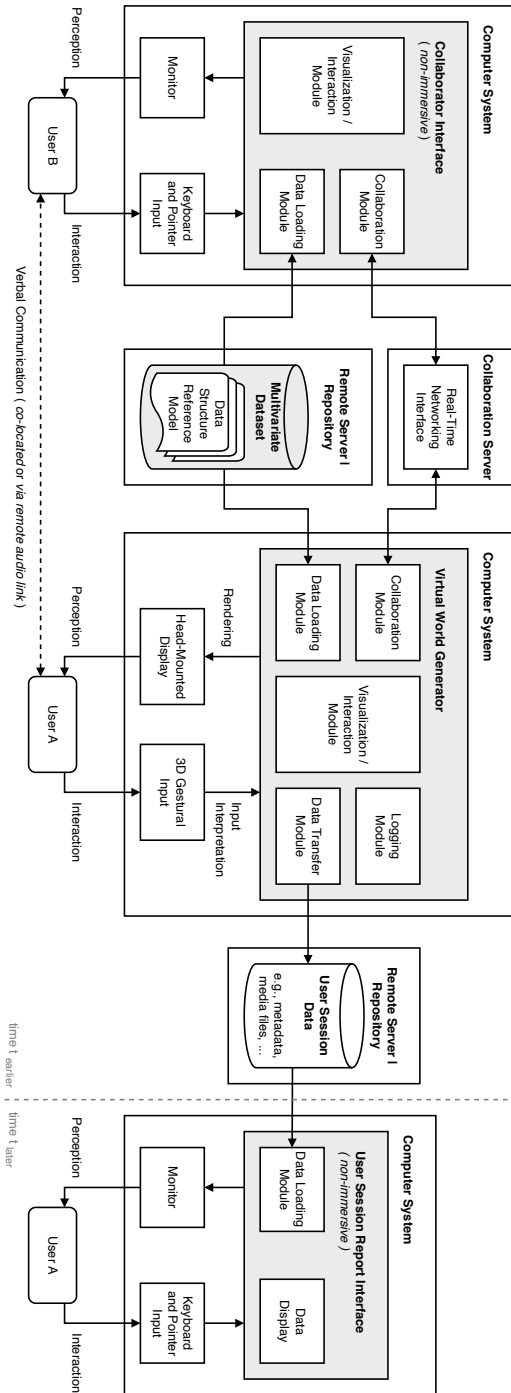 Computer System
Collaborator Interface
( non-immersive )
Visualization /
Interaction
Module
Collaboration
Module
Data Loading
Module
Monitor
Keyboard
and Pointer
Input
Perception
Interaction
User B
Verbal Communication ( co-located or via remote audio link )
Collaboration Server
Real-Time
Networking
Interface
Remote Server |
Repository
Multivariate
Dataset
Data
Structure
Reference
Model
Computer System
Virtual World Generator
Collaboration
Module
Data Loading
Module
Visualization /
Interaction
Module
Logging
Module
Data Transfer
Module
Rendering
Input
Interpretation
Head-Mounted
Display
3D Gestural
Input
Perception
Interaction
User A
Remote Server |
Repository
User Session
Data
e.g., metadata,
media files, ...
time t earlier
time t later
Computer System
User Session Report Interface
( non-immersive )
Data Loading
Module
Data
Display
Monitor
Keyboard
and Pointer
Input
Perception
Interaction
User A